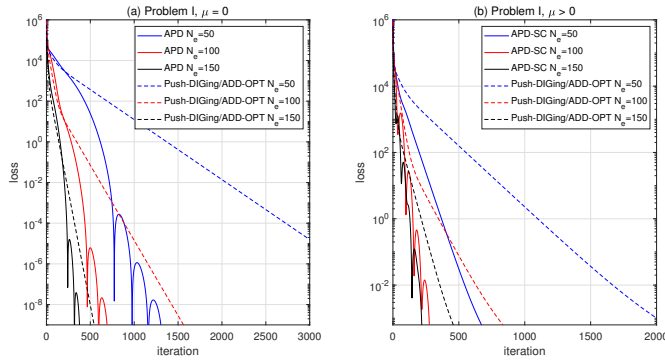 (a) Problem I, μ = 0
10^6
10^4
10^2
10^0
10^-2
10^-4
10^-6
10^-8
loss
APD N_e=50
APD N_e=100
APD N_e=150
Push-DIGing/ADD-OPT N_e=50
Push-DIGing/ADD-OPT N_e=100
Push-DIGing/ADD-OPT N_e=150
0 500 1000 1500 2000 2500 3000
iteration
(b) Problem I, μ > 0
10^6
10^4
10^2
10^0
10^-2
loss
APD-SC N_e=50
APD-SC N_e=100
APD-SC N_e=150
Push-DIGing/ADD-OPT N_e=50
Push-DIGing/ADD-OPT N_e=100
Push-DIGing/ADD-OPT N_e=150
0 500 1000 1500 2000
iteration